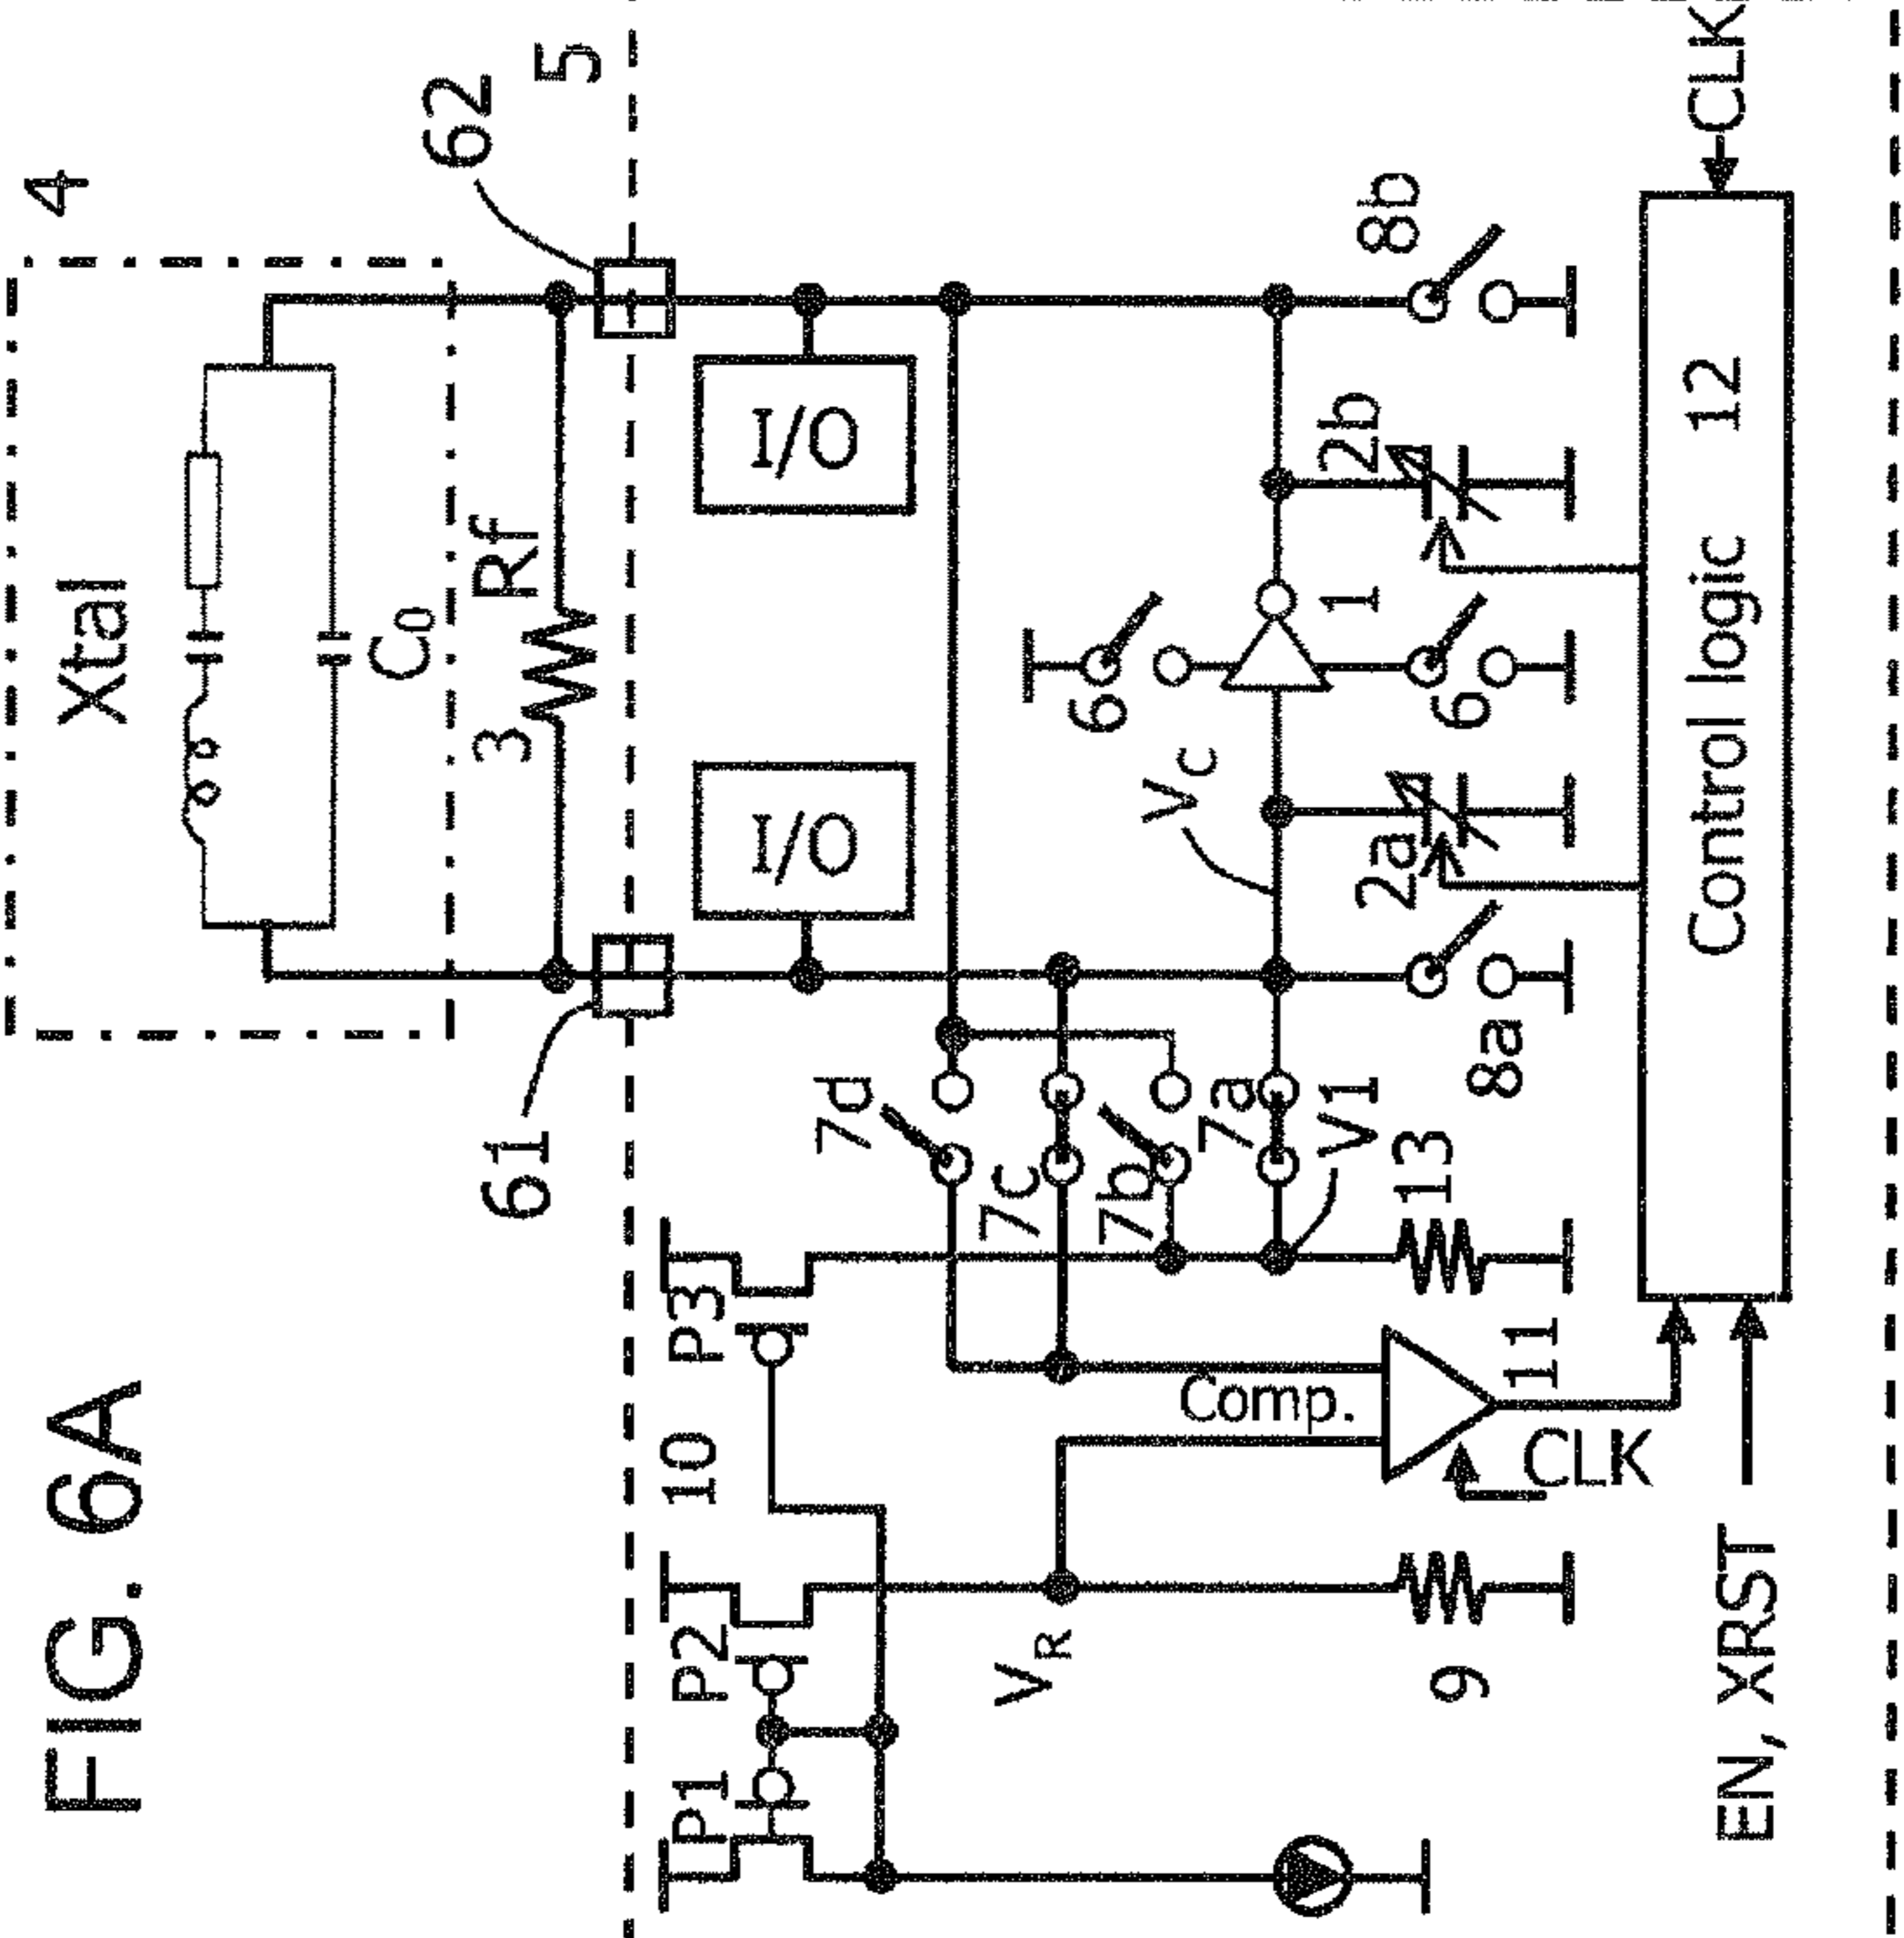 FIG. 6A
4
Xtal
C0
3
Rf
5
61
62
I/O
I/O
P1
P2
10
P3
7d
7c
7b
7a
V1
VR
VC
6
1
6
2a
2b
8a
8b
9
Comp.
11
CLK
13
Control logic 12
CLK
EN, XRST